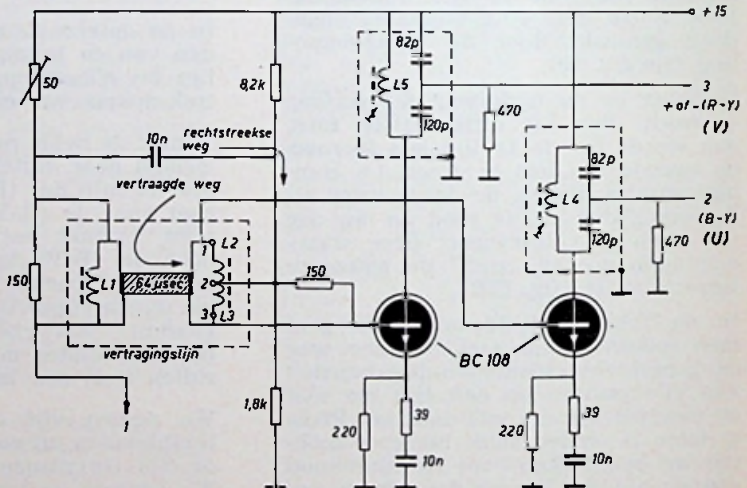 +15
50
8,2k
L5
82p
120p
3
+ of -(R-Y)
(V)
470
10n
rechtstreekse
weg
vertraagde weg
L4
82p
120p
2
(B-Y)
(U)
470
150
L1
64 µsec
1
L2
2
3
L3
150
vertragingslijn
BC 108
1
1,8k
220
39
10n
220
39
10n